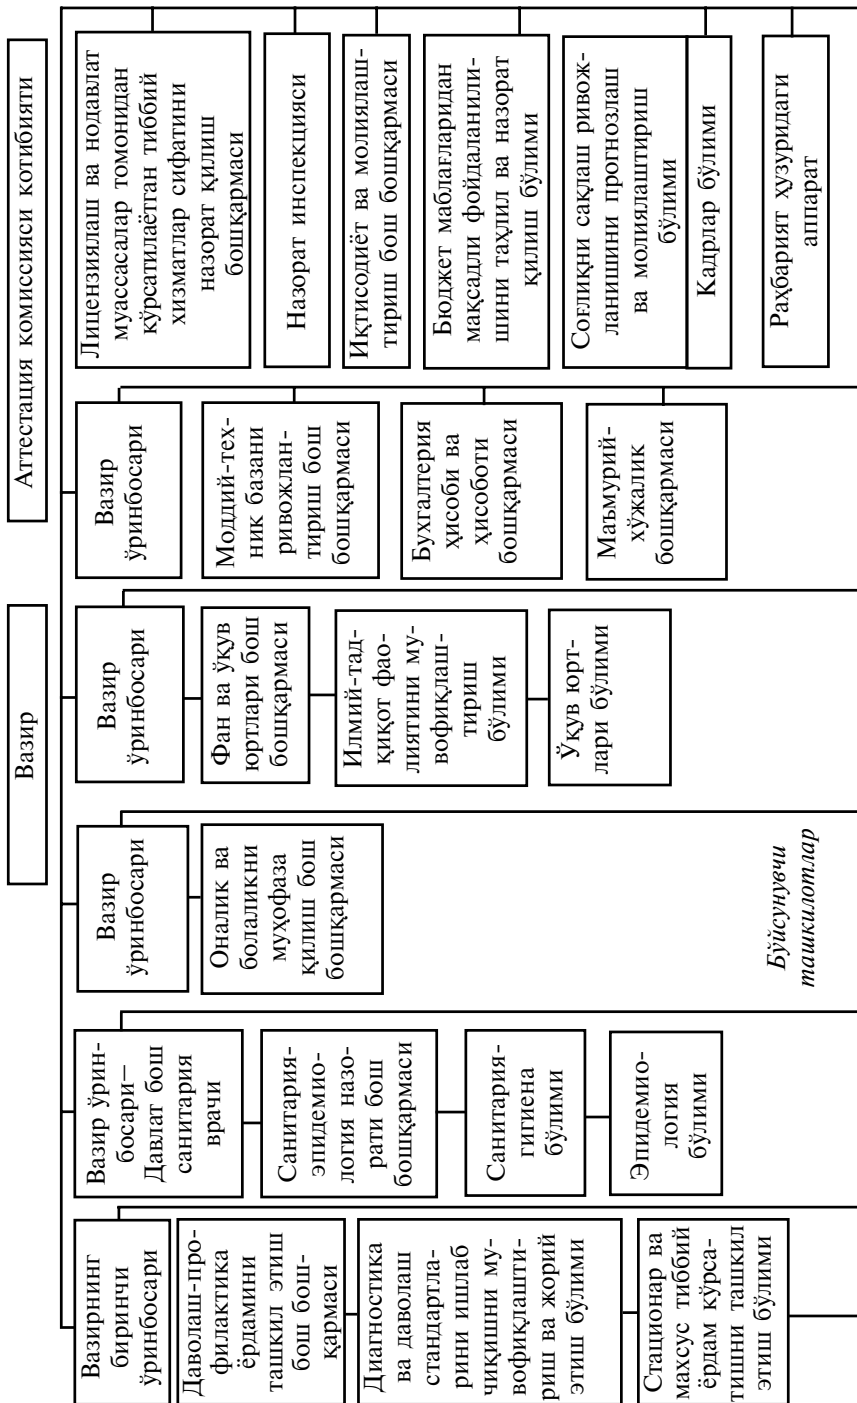 Вазир
Аттестация комиссияси котибияти
Вазирнинг
биринчи
ўринбосари
Даволаш-про-
филактика
ёрдамини
ташкил этиш
бош бош-
қармаси
Диагностика
ва даволаш
стандартла-
рини ишлаб
чиқишни му-
вофиқлашти-
риш ва жорий
этиш бўлими
Стационар ва
махсус тиббий
ёрдам кўрса-
тишни ташкил
этиш бўлими
Вазир ўрин-
босари—
Давлат бош
санитария
врачи
Санитария-
эпидемио-
логия назо-
рати бош
бошқармаси
Санитария-
гигиена
бўлими
Эпидемио-
логия
бўлими
Вазир
ўринбосари
Оналик ва
болаликни
муҳофаза
қилиш бош
бошқармаси
Бўйсунувчи
ташкилотлар
Вазир
ўринбосари
Фан ва ўқув
юртлари бош
бошқармаси
Илмий-тад-
қиқот фао-
лиятини му-
вофиқлаш-
тириш
бўлими
Ўқув юрт-
лари бўлими
Вазир
ўринбосари
Моддий-тех-
ник базани
ривожлан-
тириш бош
бошқармаси
Бухгалтерия
ҳисоби ва
ҳисоботи
бошқармаси
Маъмурий-
хўжалик
бошқармаси
Лицензиялаш ва нодавлат
муассасалар томонидан
кўрсатилаётган тиббий
хизматлар сифатини
назорат қилиш
бошқармаси
Назорат инспекцияси
Иқтисодиёт ва молиялаш-
тириш бош бошқармаси
Бюджет маблағларидан
мақсадли фойдаланили-
шини таҳлил ва назорат
қилиш бўлими
Соғлиқни сақлаш ривож-
ланишини прогнозлаш
ва молиялаштириш
бўлими
Кадрлар бўлими
Раҳбарият ҳузуридаги
аппарат